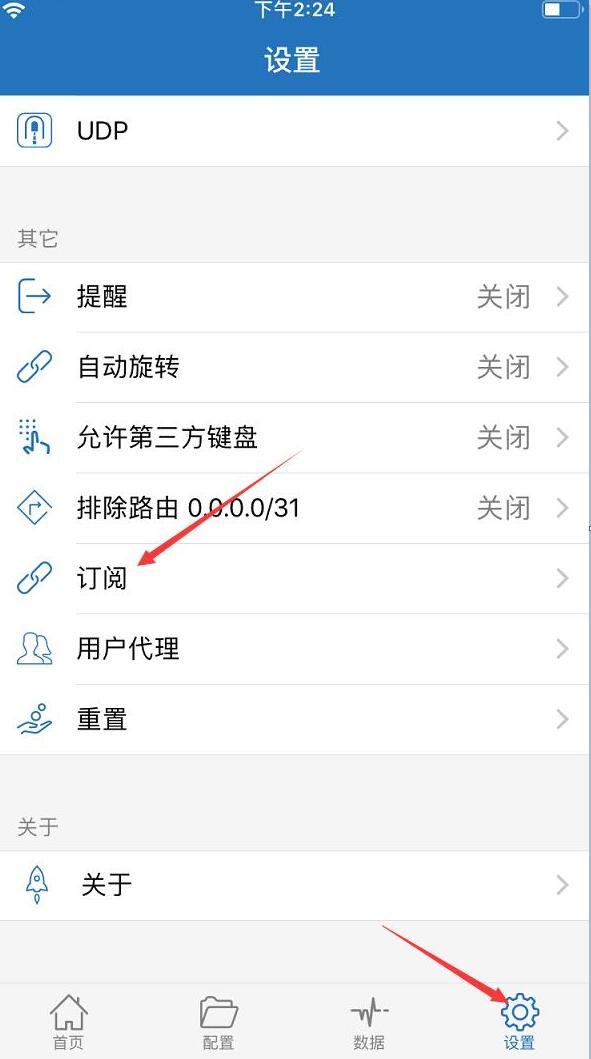 下午2:24
设置
UDP
其它
提醒 关闭
自动旋转 关闭
允许第三方键盘 关闭
排除路由 0.0.0.0/31 关闭
订阅
用户代理
重置
关于
关于
首页 配置 数据 设置